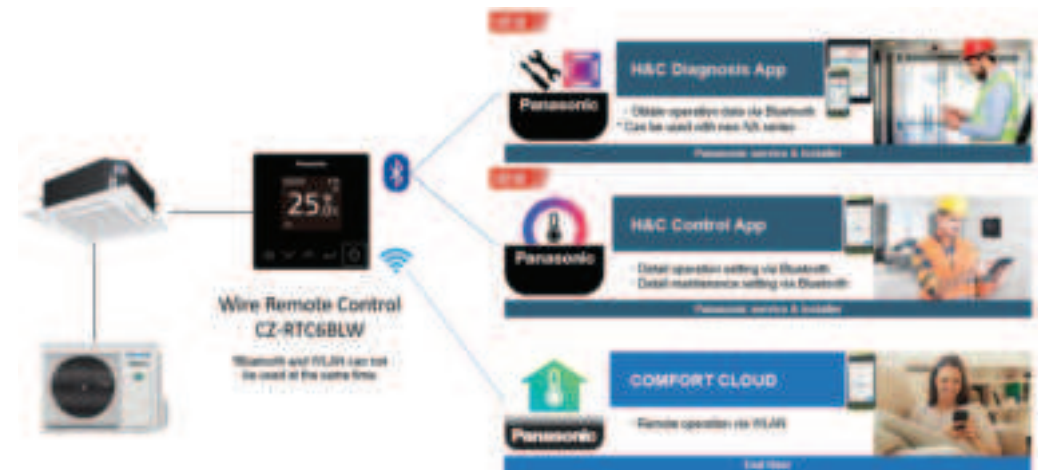 H&C Diagnosis App
Panasonic
- Obtain operation data via Bluetooth
* Can be used with new NX series
Panasonic service & Installer
Panasonic
25.0
H&C Control App
Panasonic
- Detail operation setting via Bluetooth
- Detail maintenance setting via Bluetooth
Panasonic service & Installer
Wire Remote Control
CZ-RTC6BLW
*Bluetooth and WLAN can not
be used at the same time
COMFORT CLOUD
- Remote operation via WLAN
Panasonic
End User